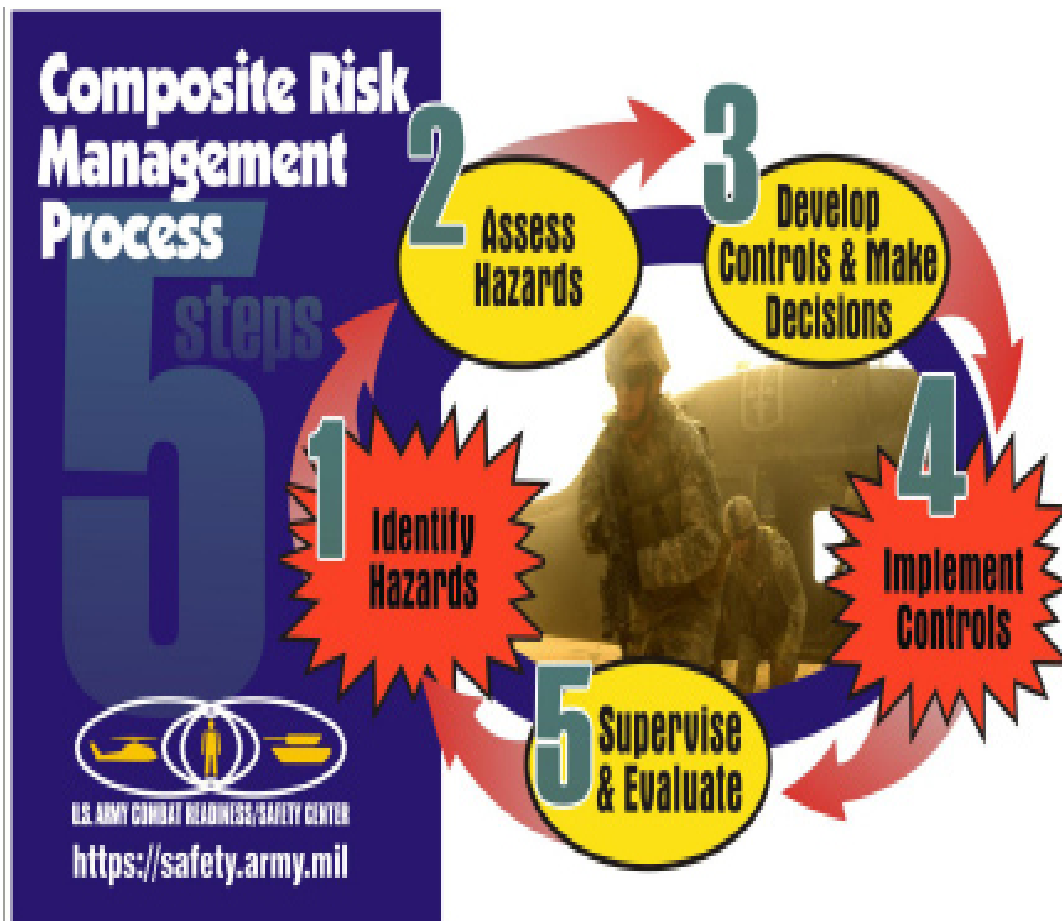 Composite Risk
Management
Process
5
steps
1
Identify
Hazards
2
Assess
Hazards
3
Develop
Controls & Make
Decisions
4
Implement
Controls
5
Supervise
& Evaluate
U.S. ARMY COMBAT READINESS/SAFETY CENTER
https://safety.army.mil